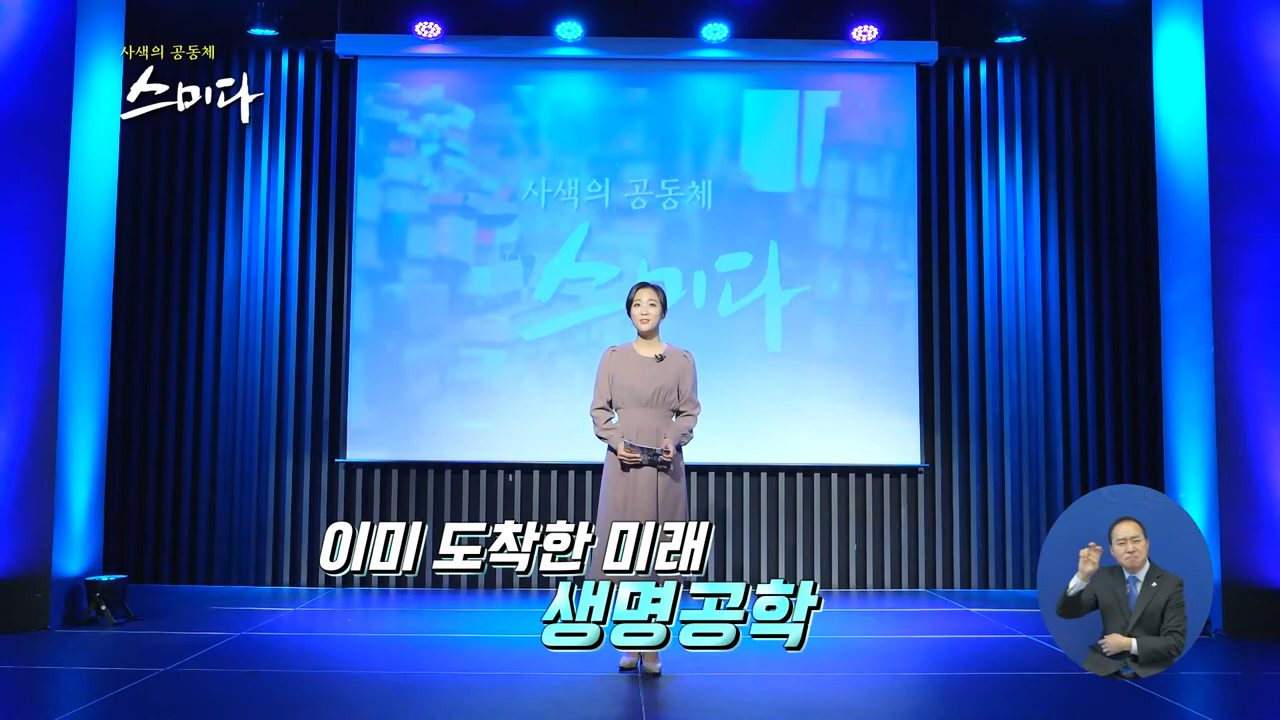 사색의 공동체
스미다
사색의 공동체
스미다
이미 도착한 미래
생명공학